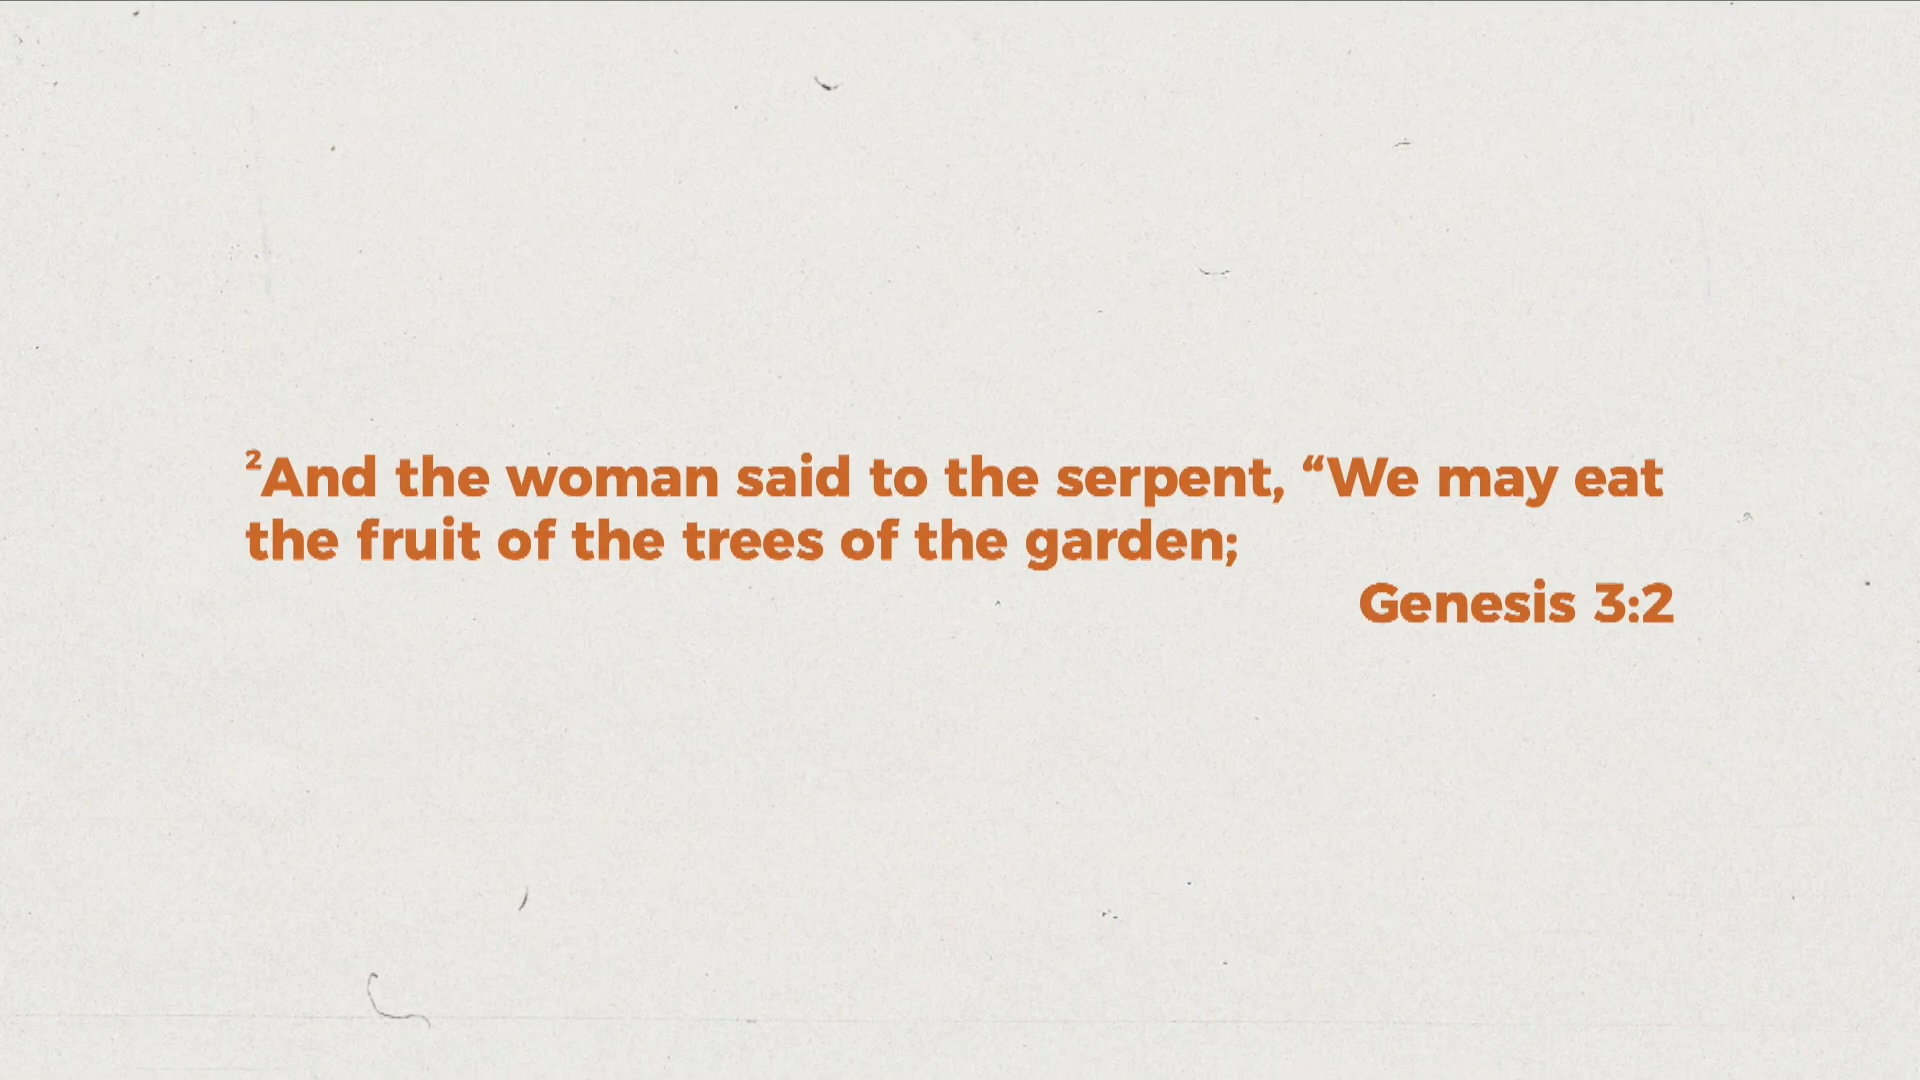 ²And the woman said to the serpent, “We may eat
the fruit of the trees of the garden;
Genesis 3:2